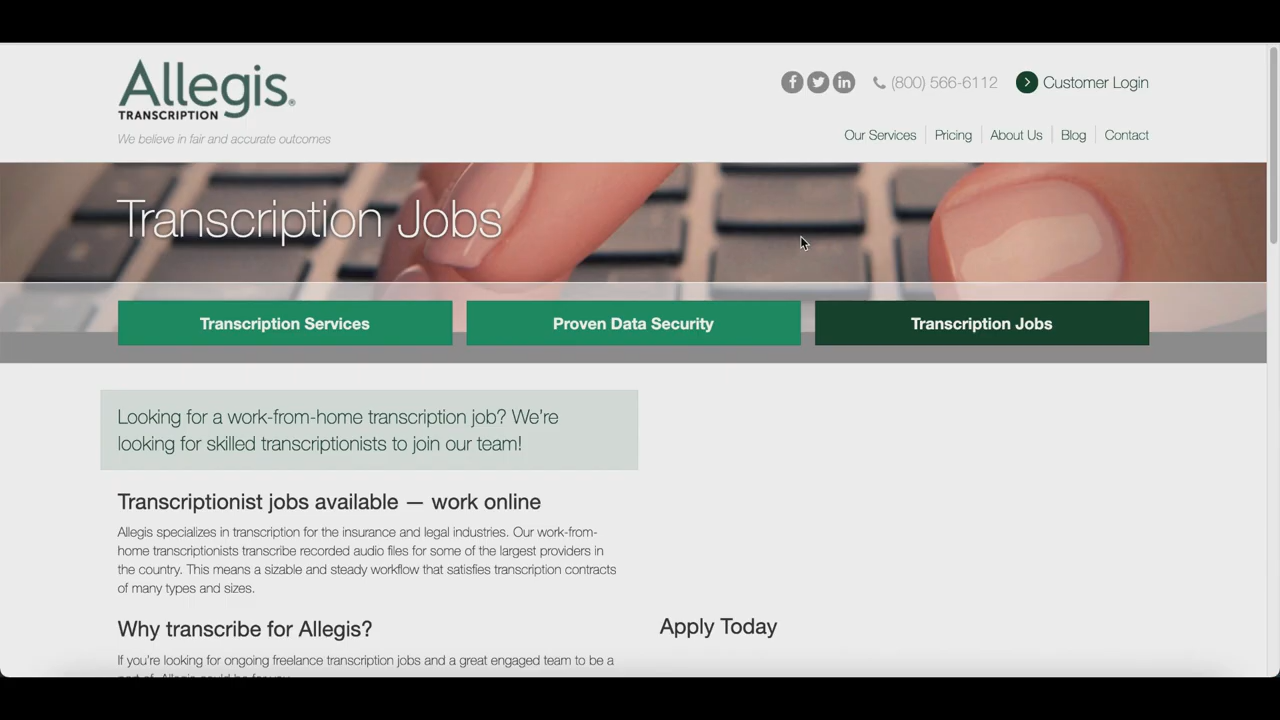 Allegis®
TRANSCRIPTION
We believe in fair and accurate outcomes
(800) 566-6112
Customer Login
Our Services
Pricing
About Us
Blog
Contact
Transcription Jobs
Transcription Services
Proven Data Security
Transcription Jobs
Looking for a work-from-home transcription job? We're
looking for skilled transcriptionists to join our team!
Transcriptionist jobs available — work online
Allegis specializes in transcription for the insurance and legal industries. Our work-from-
home transcriptionists transcribe recorded audio files for some of the largest providers in
the country. This means a sizable and steady workflow that satisfies transcription contracts
of many types and sizes.
Why transcribe for Allegis?
If you're looking for ongoing freelance transcription jobs and a great engaged team to be a
Apply Today